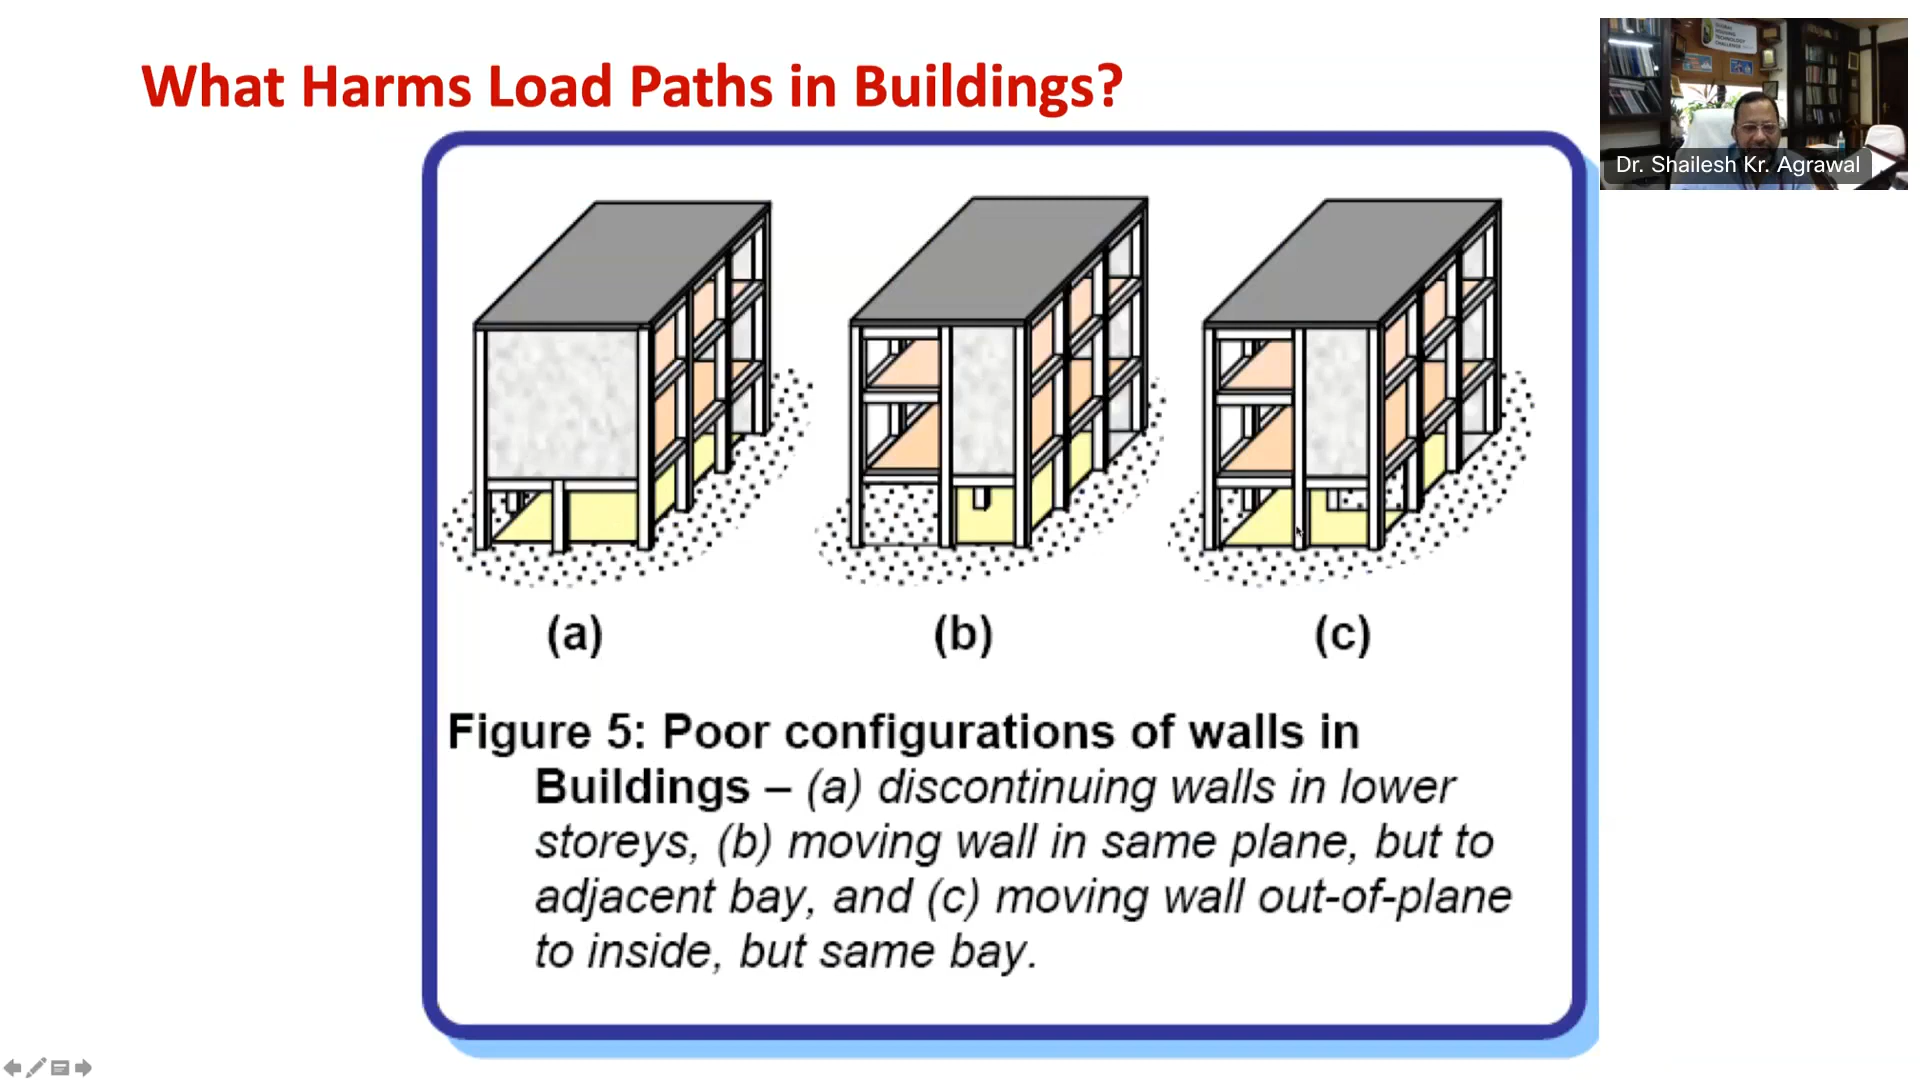 What Harms Load Paths in Buildings?
Dr. Shailesh Kr. Agrawal
(a)
(b)
(c)
Figure 5: Poor configurations of walls in
Buildings – (a) discontinuing walls in lower
storeys, (b) moving wall in same plane, but to
adjacent bay, and (c) moving wall out-of-plane
to inside, but same bay.